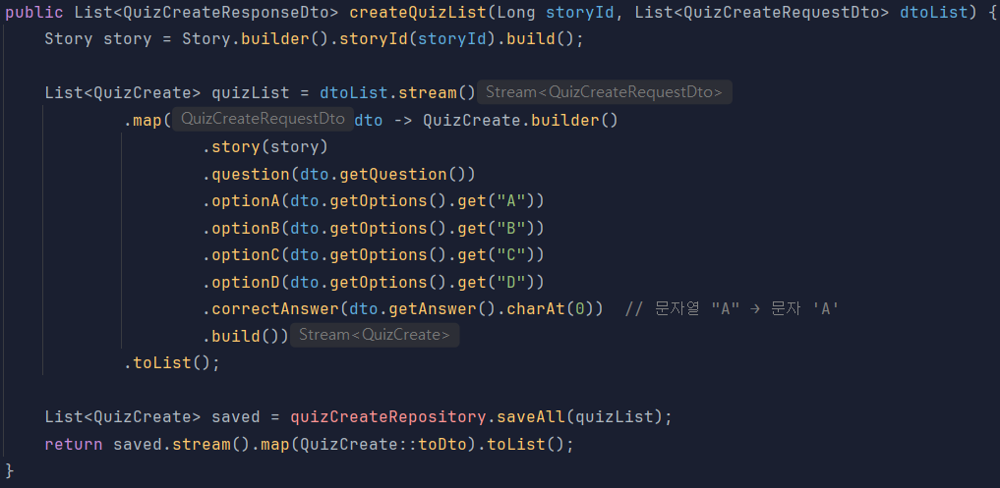 public List<QuizCreateResponseDto> createQuizList(Long storyId, List<QuizCreateRequestDto> dtoList) {
    Story story = Story.builder().storyId(storyId).build();

    List<QuizCreate> quizList = dtoList.stream() Stream<QuizCreateRequestDto>
            .map( QuizCreateRequestDto dto -> QuizCreate.builder()
                    .story(story)
                    .question(dto.getQuestion())
                    .optionA(dto.getOptions().get("A"))
                    .optionB(dto.getOptions().get("B"))
                    .optionC(dto.getOptions().get("C"))
                    .optionD(dto.getOptions().get("D"))
                    .correctAnswer(dto.getAnswer().charAt(0))  // 문자열 "A" → 문자 'A'
                    .build()) Stream<QuizCreate>
            .toList();

    List<QuizCreate> saved = quizCreateRepository.saveAll(quizList);
    return saved.stream().map(QuizCreate::toDto).toList();
}